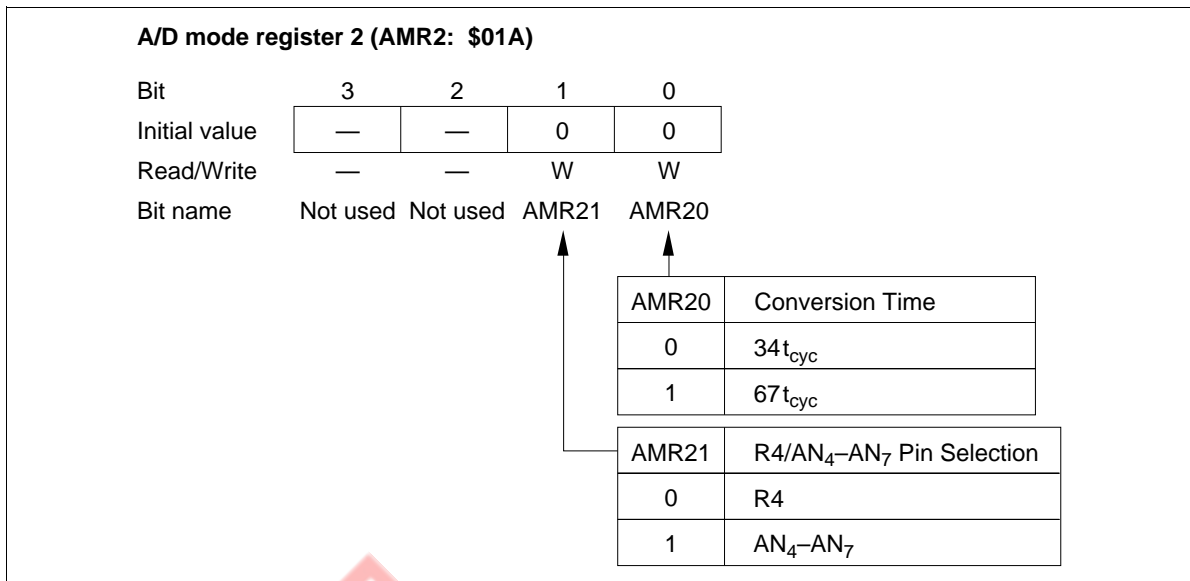 A/D mode register 2 (AMR2: $01A)
Bit 3 2 1 0
Initial value — — 0 0
Read/Write — — W W
Bit name Not used Not used AMR21 AMR20
AMR20 Conversion Time
0 34tcyc
1 67tcyc
AMR21 R4/AN4–AN7 Pin Selection
0 R4
1 AN4–AN7